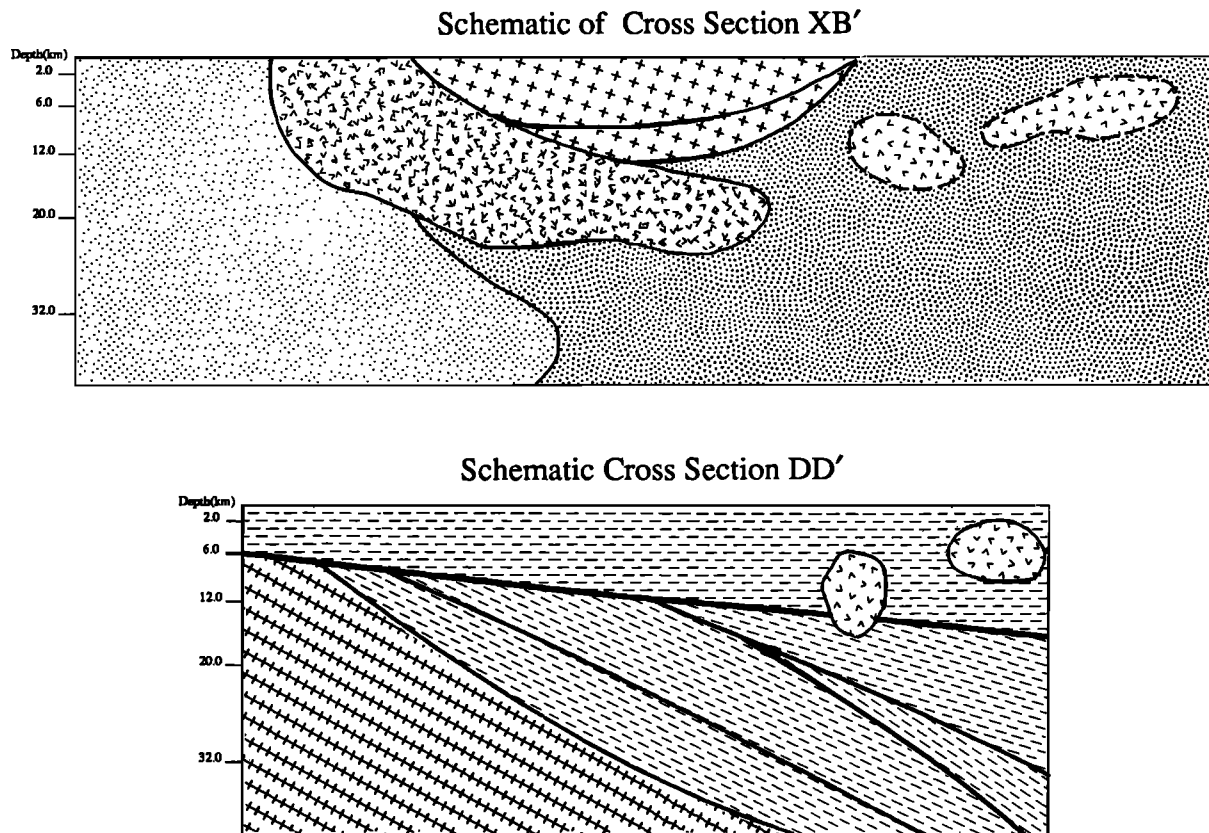 Schematic of Cross Section XB′
Depth(km)
2.0
6.0
12.0
20.0
32.0
Schematic Cross Section DD′
Depth(km)
2.0
6.0
12.0
20.0
32.0